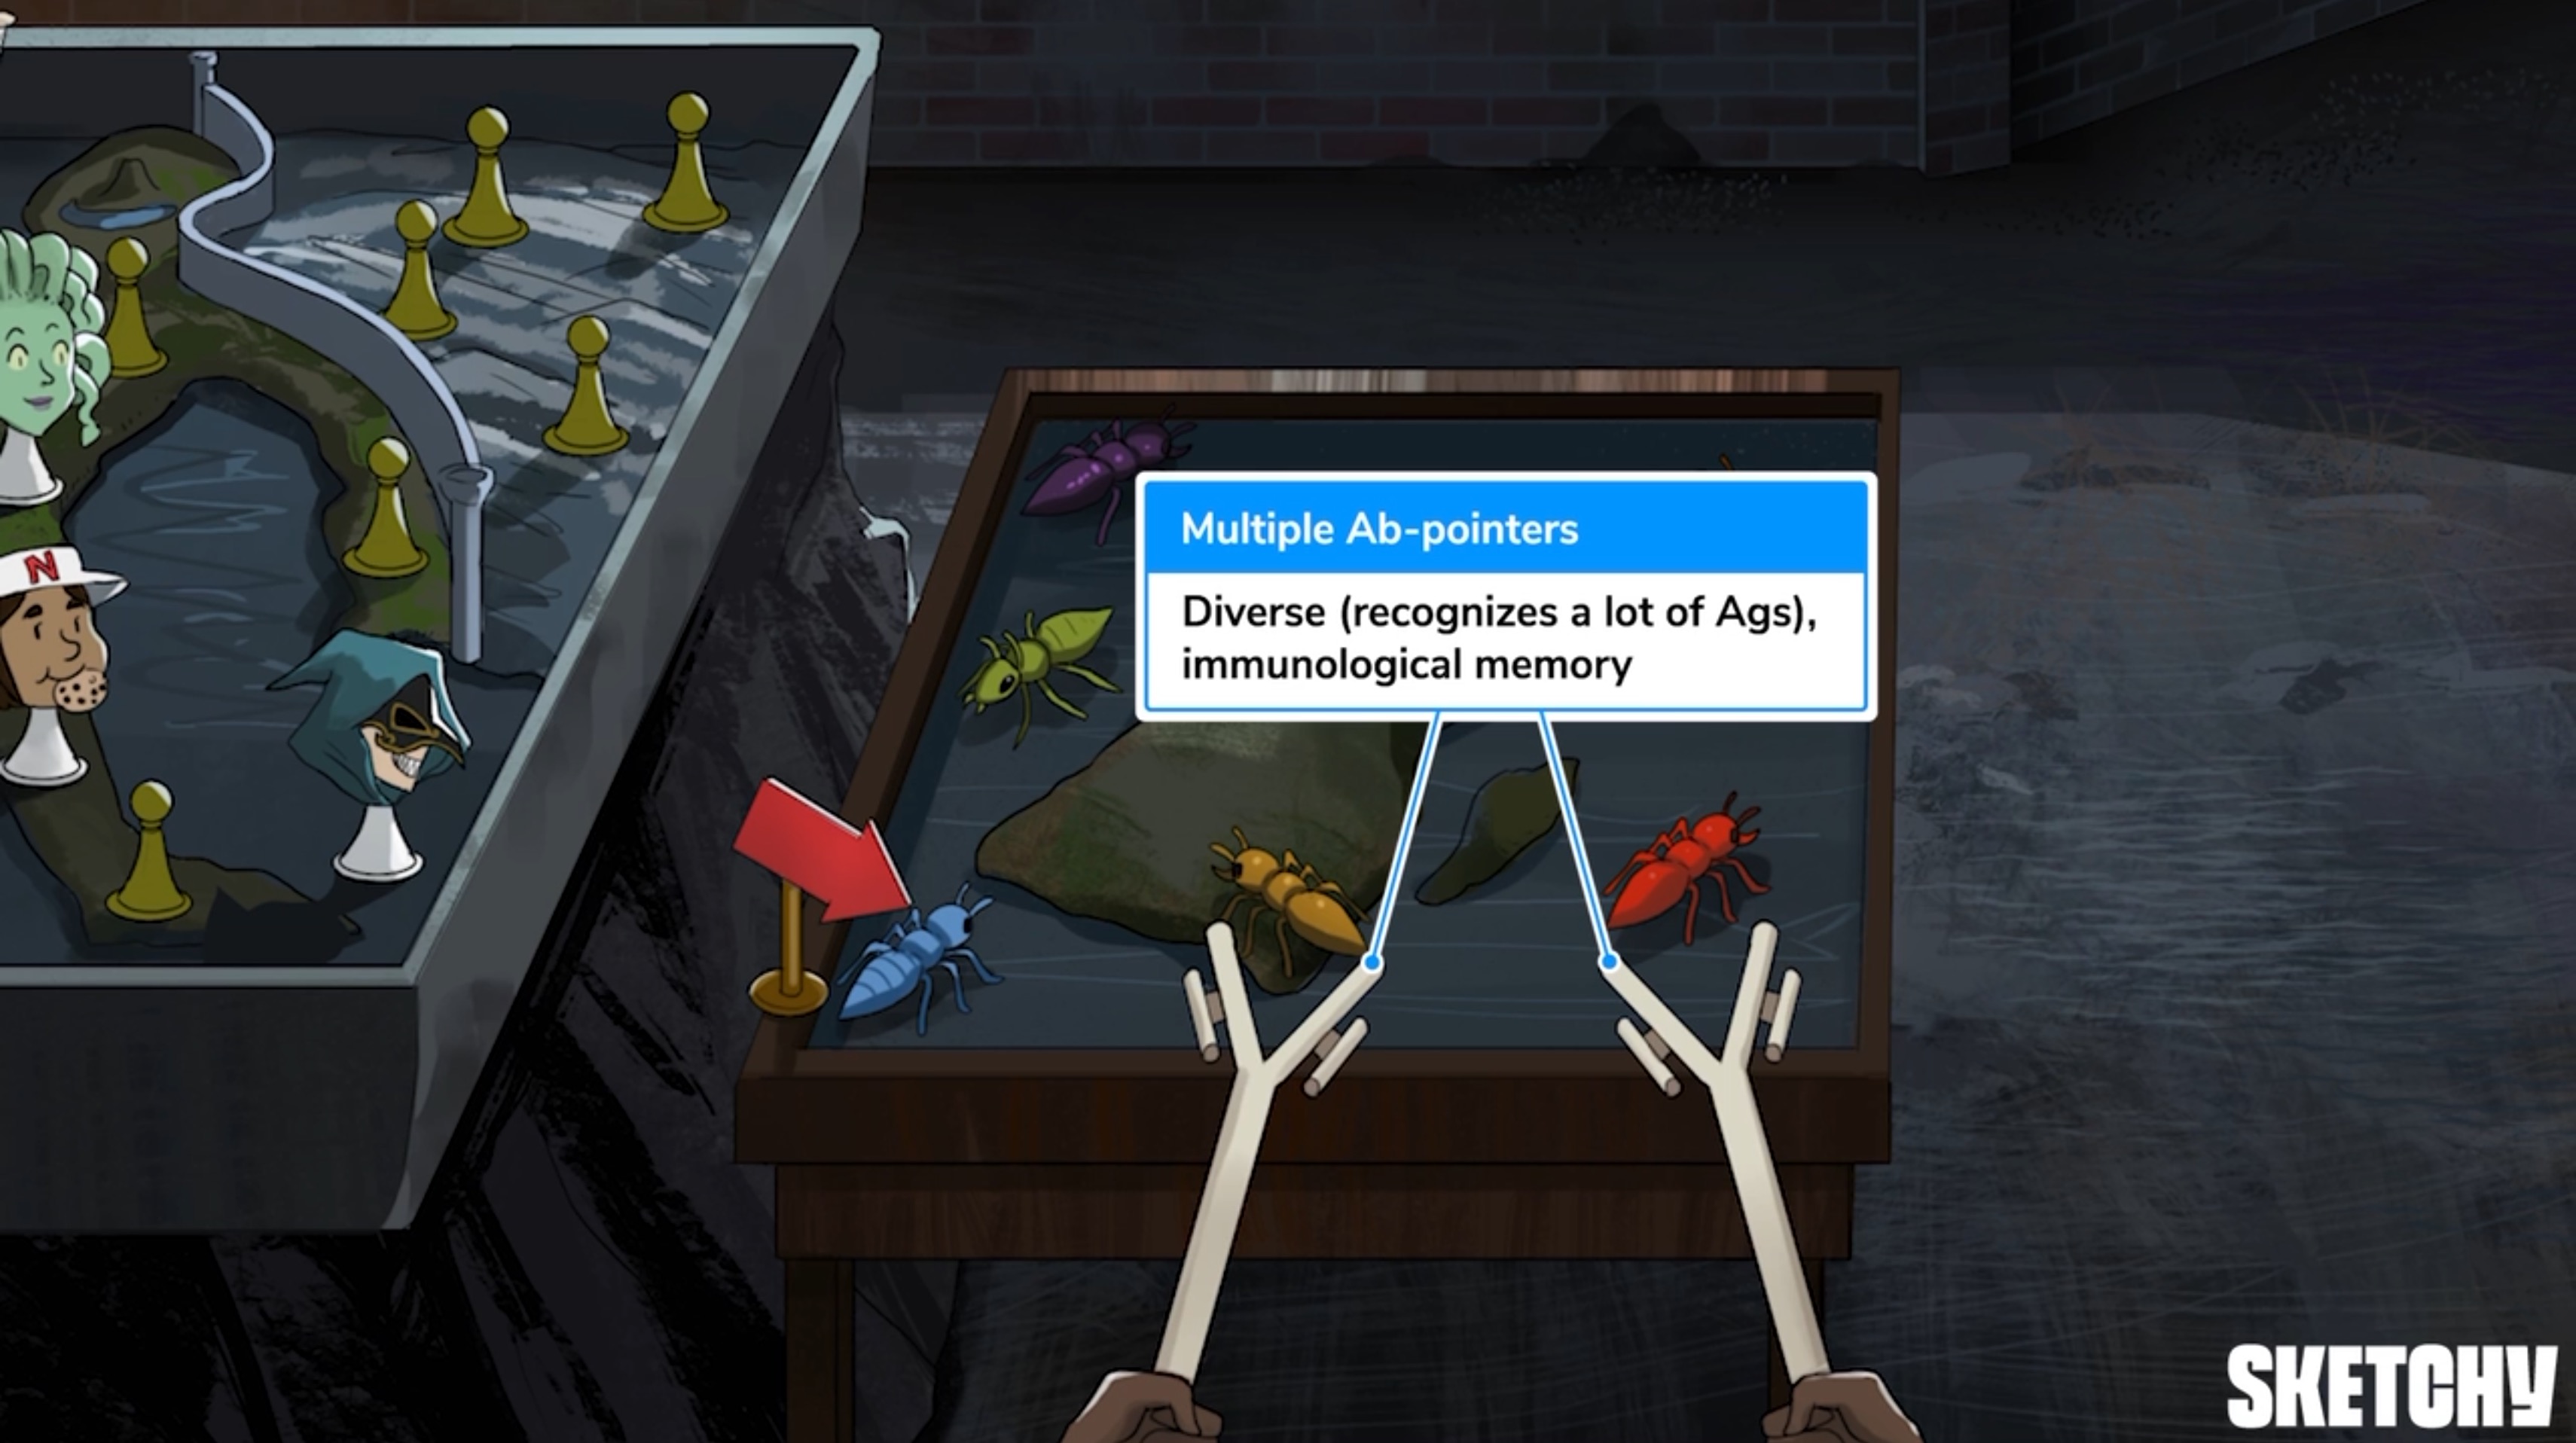 N
Multiple Ab-pointers
Diverse (recognizes a lot of Ags),
immunological memory
SKETCHY